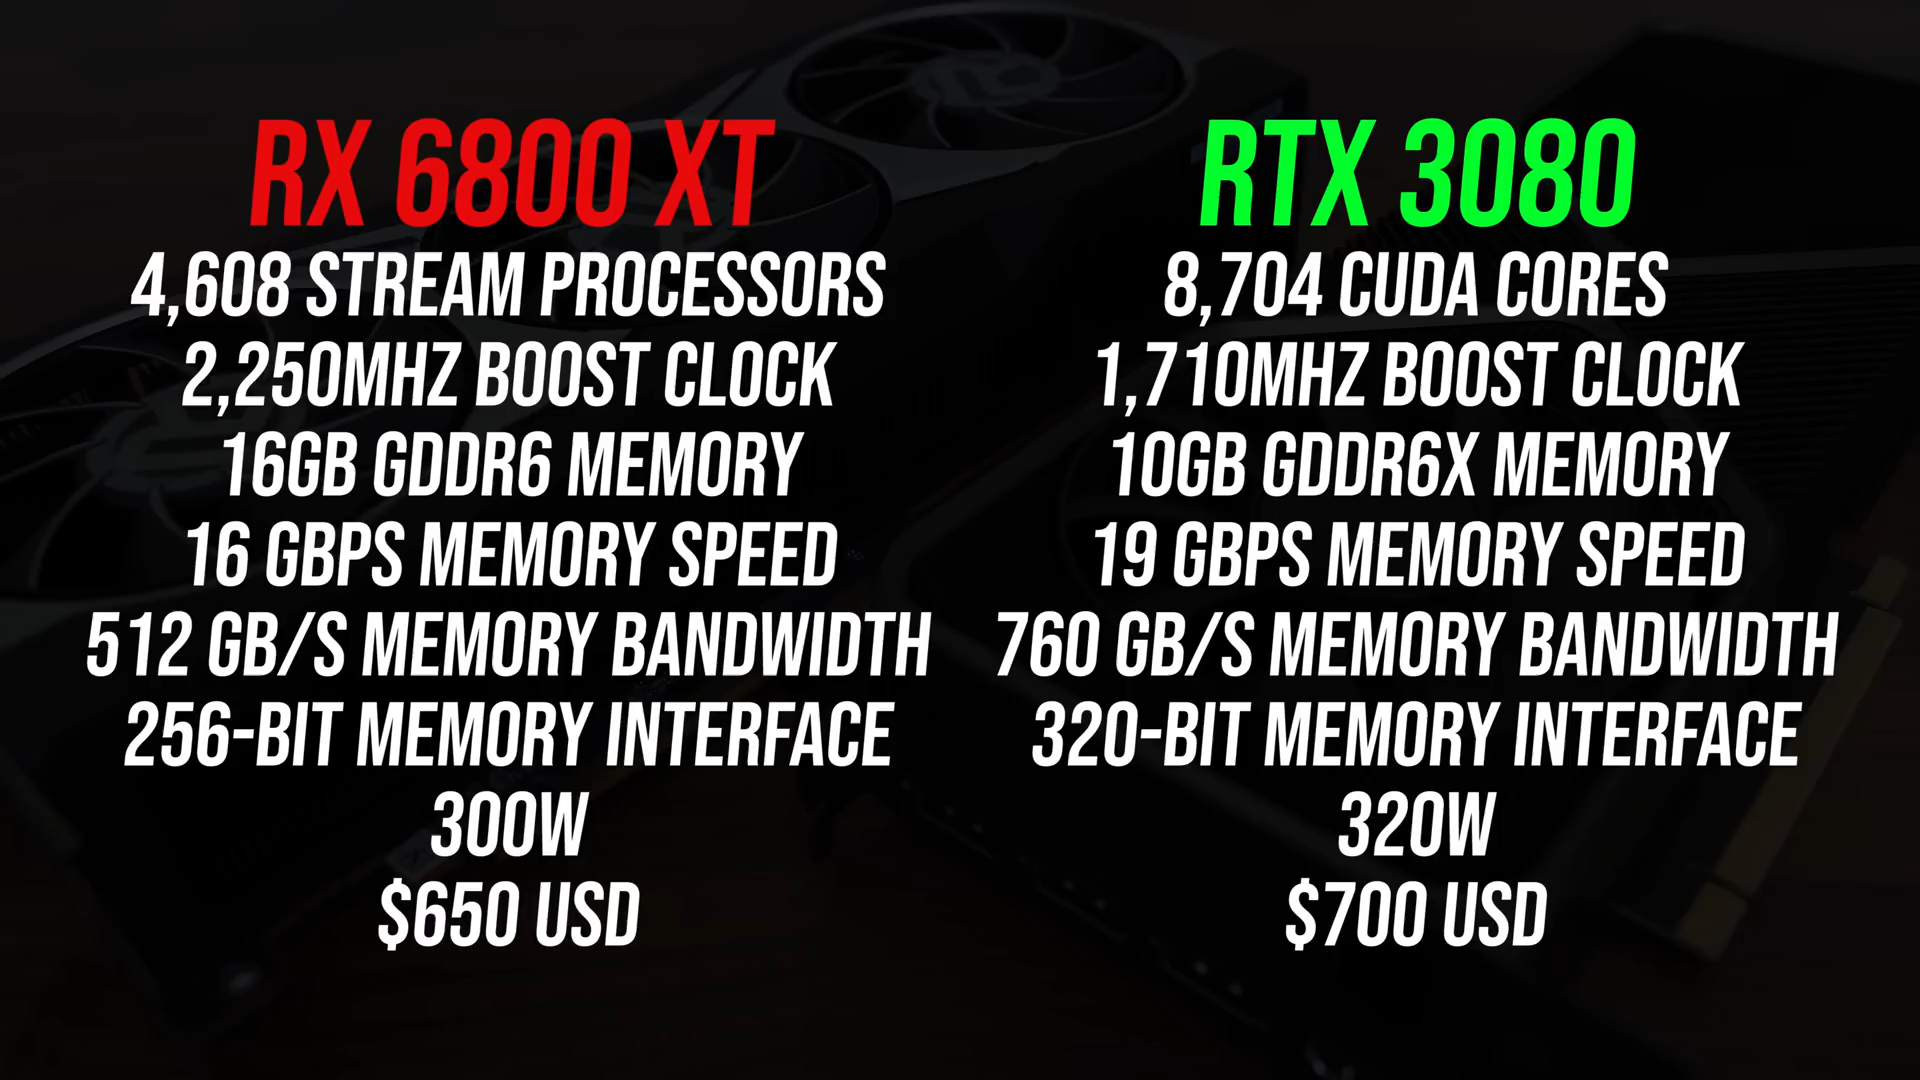 RX 6800 XT
4,608 STREAM PROCESSORS
2,250MHZ BOOST CLOCK
16GB GDDR6 MEMORY
16 GBPS MEMORY SPEED
512 GB/S MEMORY BANDWIDTH
256-BIT MEMORY INTERFACE
300W
$650 USD
RTX 3080
8,704 CUDA CORES
1,710MHZ BOOST CLOCK
10GB GDDR6X MEMORY
19 GBPS MEMORY SPEED
760 GB/S MEMORY BANDWIDTH
320-BIT MEMORY INTERFACE
320W
$700 USD